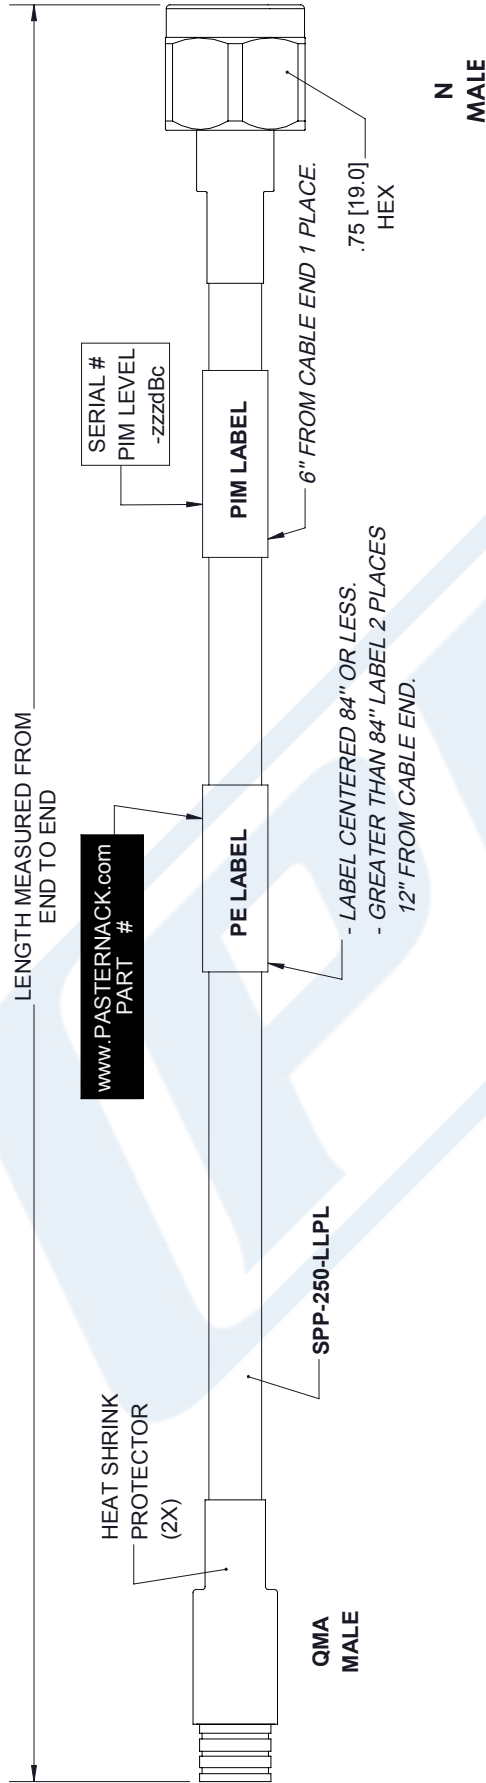 LENGTH MEASURED FROM
END TO END
HEAT SHRINK
PROTECTOR
(2X)
www.PASTERNACK.com
PART #
SERIAL #
PIM LEVEL
-zzzdBc
PE LABEL
PIM LABEL
SPP-250-LLPL
- LABEL CENTERED 84" OR LESS.
- GREATER THAN 84" LABEL 2 PLACES
12" FROM CABLE END.
6" FROM CABLE END 1 PLACE.
.75 [19.0]
HEX
QMA
MALE
N
MALE